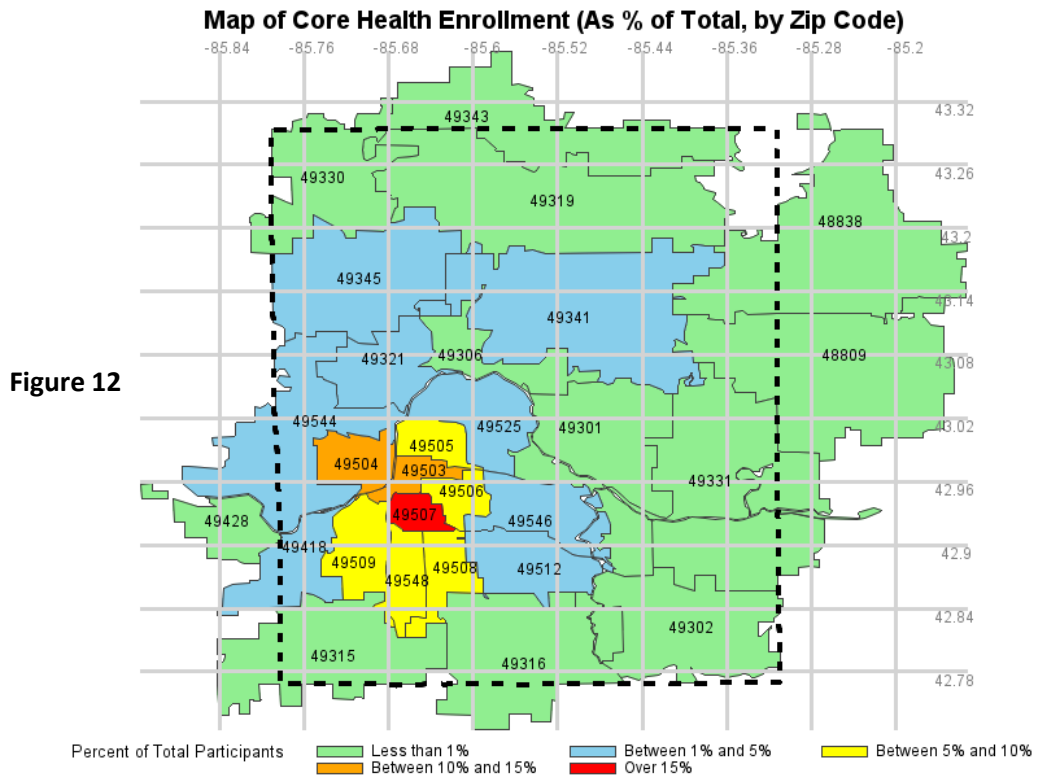 Map of Core Health Enrollment (As % of Total, by Zip Code)
-85.84 -85.76 -85.68 -85.6 -85.52 -85.44 -85.36 -85.28 -85.2
43.32
49343
43.26
49330
49319
48838
43.2
49345
43.14
49341
49321 49306 48809
43.08
Figure 12
49544 49525 49301 43.02
49505
49504 49503
49331 42.96
49506
49507 49546
49428
49418 42.9
49509 49508 49512
49548
42.84
49302
49315 49316
42.78
Percent of Total Participants Less than 1% Between 1% and 5% Between 5% and 10%
Between 10% and 15% Over 15%